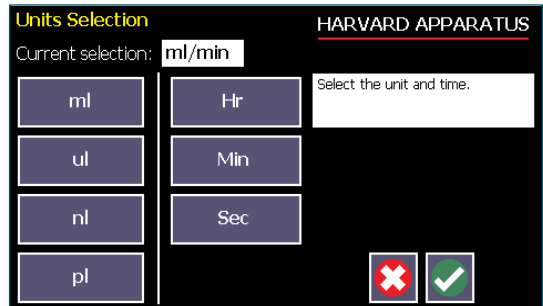 Units Selection
HARVARD APPARATUS
Current selection: ml/min
Select the unit and time.
ml
Hr
ul
Min
nl
Sec
pl